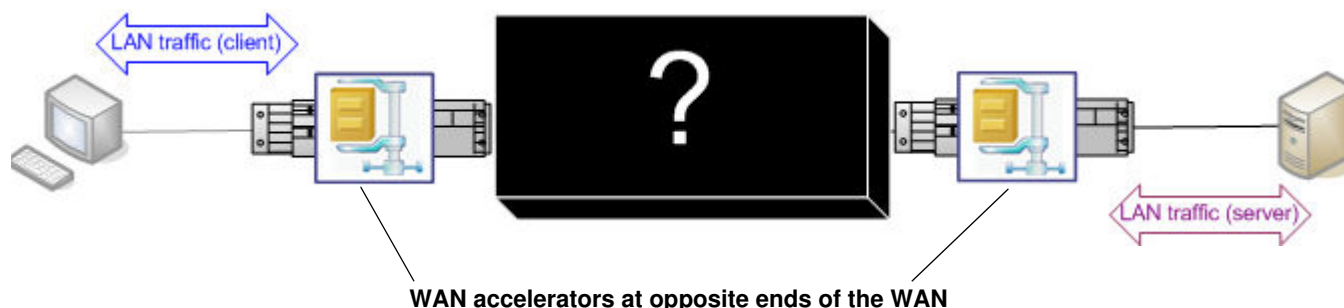 LAN traffic (client)
?
LAN traffic (server)
WAN accelerators at opposite ends of the WAN